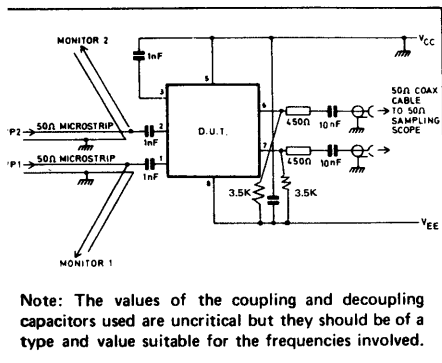 MONITOR 2
VCC
1nF
3
5
50Ω COAX
CABLE
TO 50Ω
SAMPLING
SCOPE
'P2
50Ω MICROSTRIP
2
1nF
D.U.T.
6
450Ω
10nF
'P1
50Ω MICROSTRIP
1
1nF
7
450Ω
10nF
8
3.5K
3.5K
VEE
MONITOR 1
Note: The values of the coupling and decoupling
capacitors used are uncritical but they should be of a
type and value suitable for the frequencies involved.